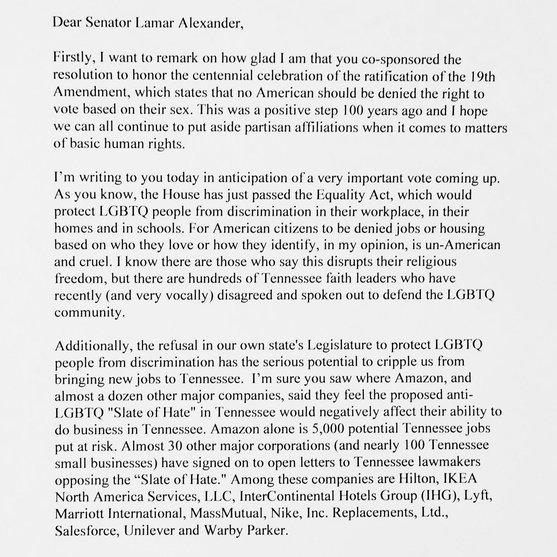 Dear Senator Lamar Alexander,
Firstly, I want to remark on how glad I am that you co-sponsored the
resolution to honor the centennial celebration of the ratification of the 19th
Amendment, which states that no American should be denied the right to
vote based on their sex. This was a positive step 100 years ago and I hope
we can all continue to put aside partisan affiliations when it comes to matters
of basic human rights.
I'm writing to you today in anticipation of a very important vote coming up.
As you know, the House has just passed the Equality Act, which would
protect LGBTQ people from discrimination in their workplace, in their
homes and in schools. For American citizens to be denied jobs or housing
based on who they love or how they identify, in my opinion, is un-American
and cruel. I know there are those who say this disrupts their religious
freedom, but there are hundreds of Tennessee faith leaders who have
recently (and very vocally) disagreed and spoken out to defend the LGBTQ
community.
Additionally, the refusal in our own state's Legislature to protect LGBTQ
people from discrimination has the serious potential to cripple us from
bringing new jobs to Tennessee.  I'm sure you saw where Amazon, and
almost a dozen other major companies, said they feel the proposed anti-
LGBTQ "Slate of Hate" in Tennessee would negatively affect their ability to
do business in Tennessee. Amazon alone is 5,000 potential Tennessee jobs
put at risk. Almost 30 other major corporations (and nearly 100 Tennessee
small businesses) have signed on to open letters to Tennessee lawmakers
opposing the “Slate of Hate." Among these companies are Hilton, IKEA
North America Services, LLC, InterContinental Hotels Group (IHG), Lyft,
Marriott International, MassMutual, Nike, Inc. Replacements, Ltd.,
Salesforce, Unilever and Warby Parker.